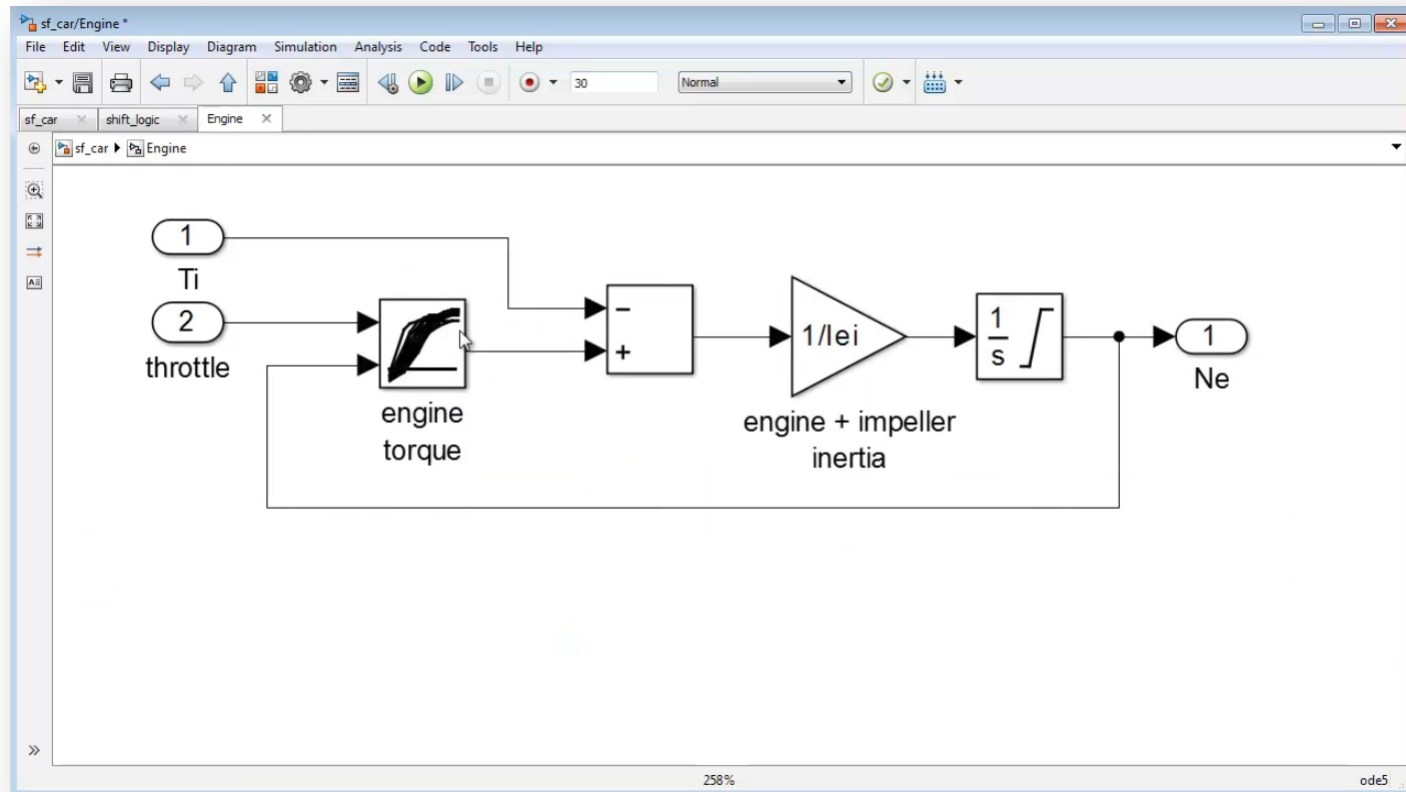 sf_car/Engine *
File Edit View Display Diagram Simulation Analysis Code Tools Help
30 Normal
sf_car shift_logic Engine
sf_car Engine
1
Ti
2
throttle
engine
torque
−
+
1/Iei
engine + impeller
inertia
1
s
1
Ne
258% ode5